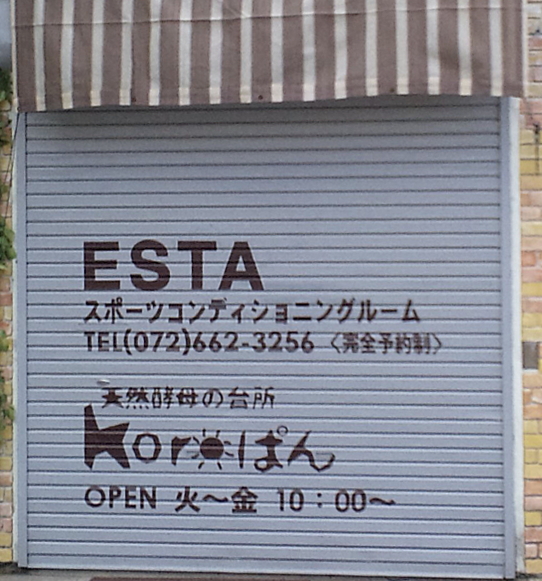 ESTA
スポーツコンディショニングルーム
TEL(072)662-3256 〈完全予約制〉
天然酵母の台所
koroぱん
OPEN 火〜金 10：00〜